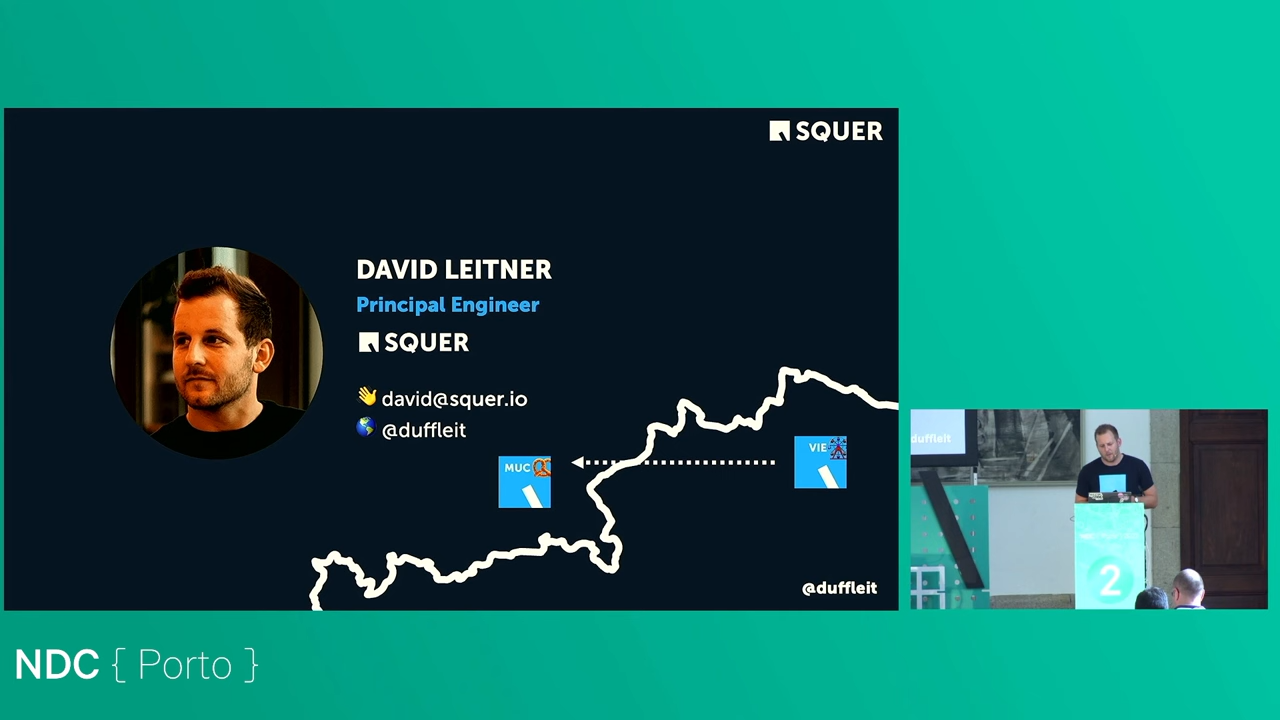 SQUER
DAVID LEITNER
Principal Engineer
SQUER
david@squer.io
@duffleit
MUC
VIE
@duffleit
duffleit
2
NDC { Porto }